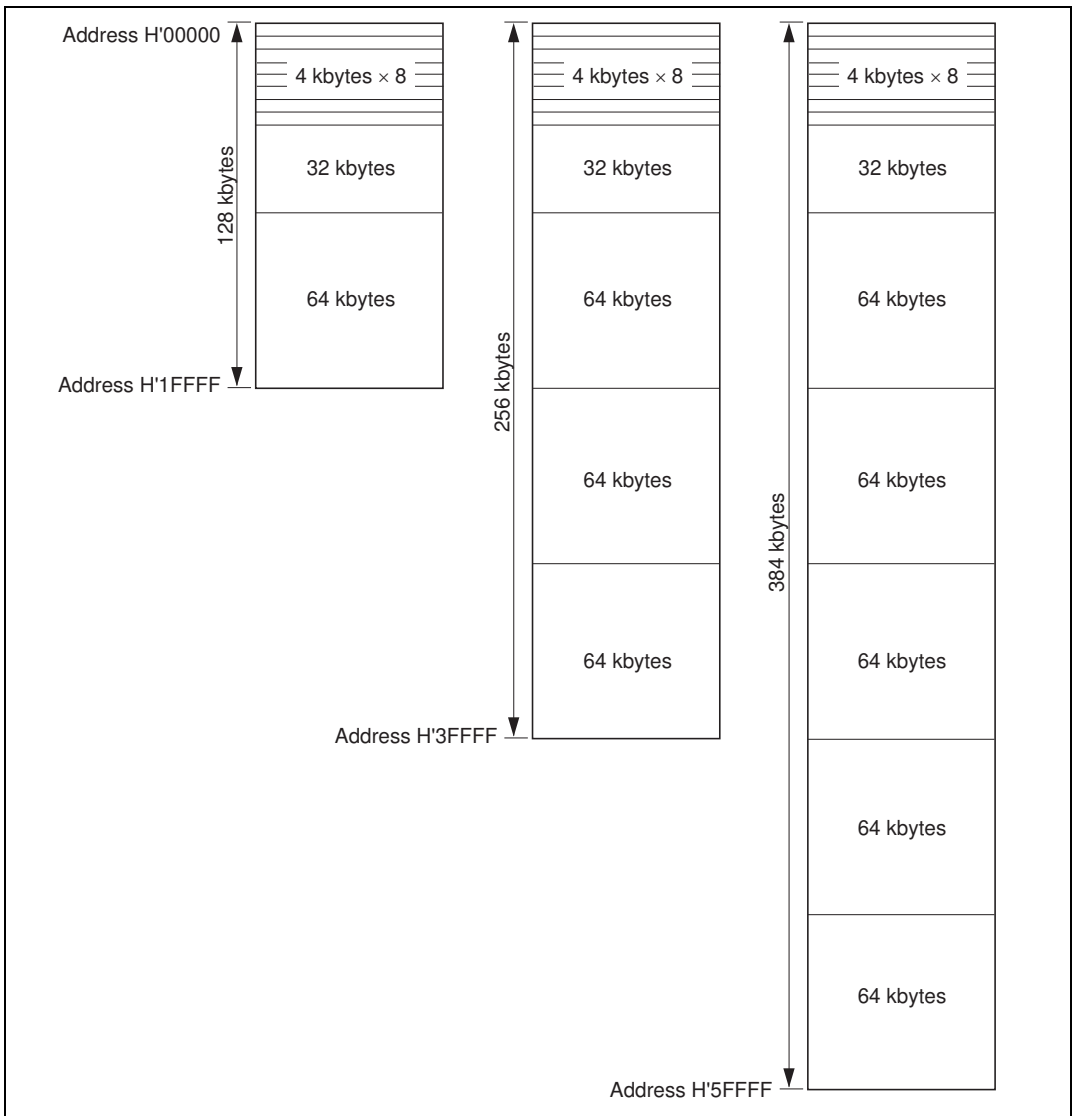 Address H'00000
4 kbytes × 8
32 kbytes
64 kbytes
128 kbytes
Address H'1FFFF
4 kbytes × 8
32 kbytes
64 kbytes
64 kbytes
64 kbytes
256 kbytes
Address H'3FFFF
4 kbytes × 8
32 kbytes
64 kbytes
64 kbytes
64 kbytes
64 kbytes
64 kbytes
384 kbytes
Address H'5FFFF